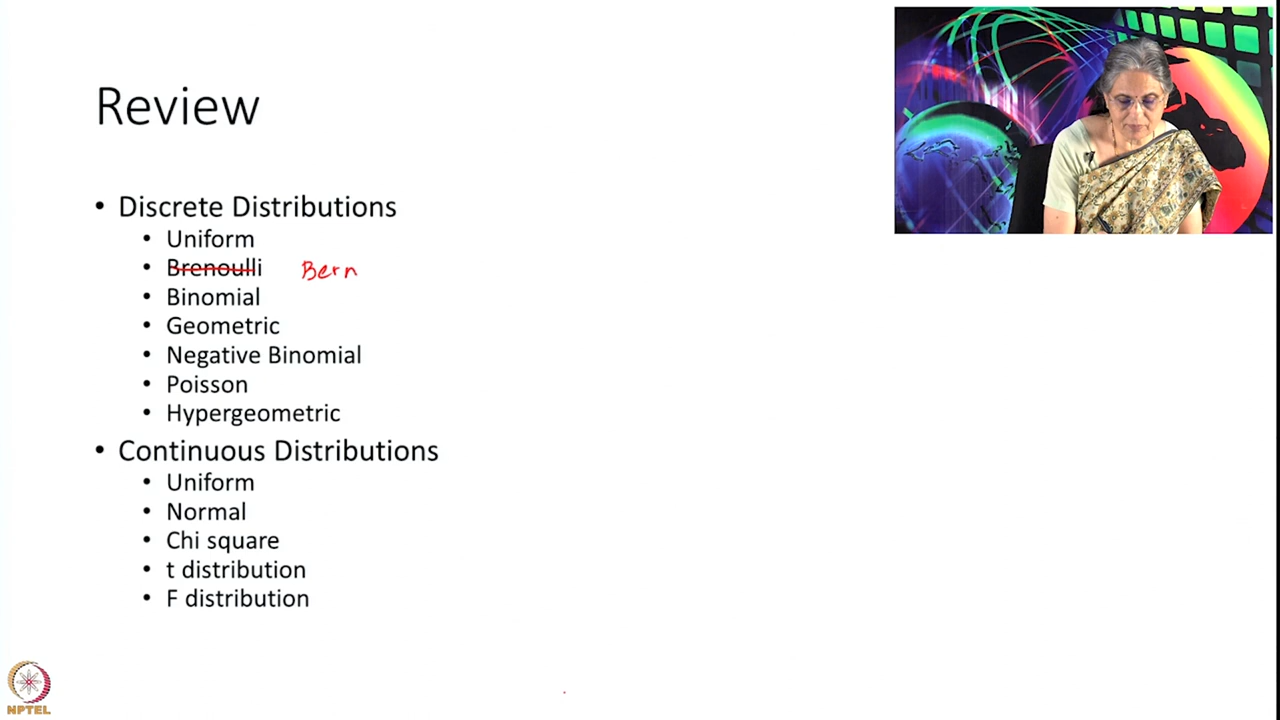 Review
• Discrete Distributions
• Uniform
• Brenoulli Bern
• Binomial
• Geometric
• Negative Binomial
• Poisson
• Hypergeometric
• Continuous Distributions
• Uniform
• Normal
• Chi square
• t distribution
• F distribution
NPTEL